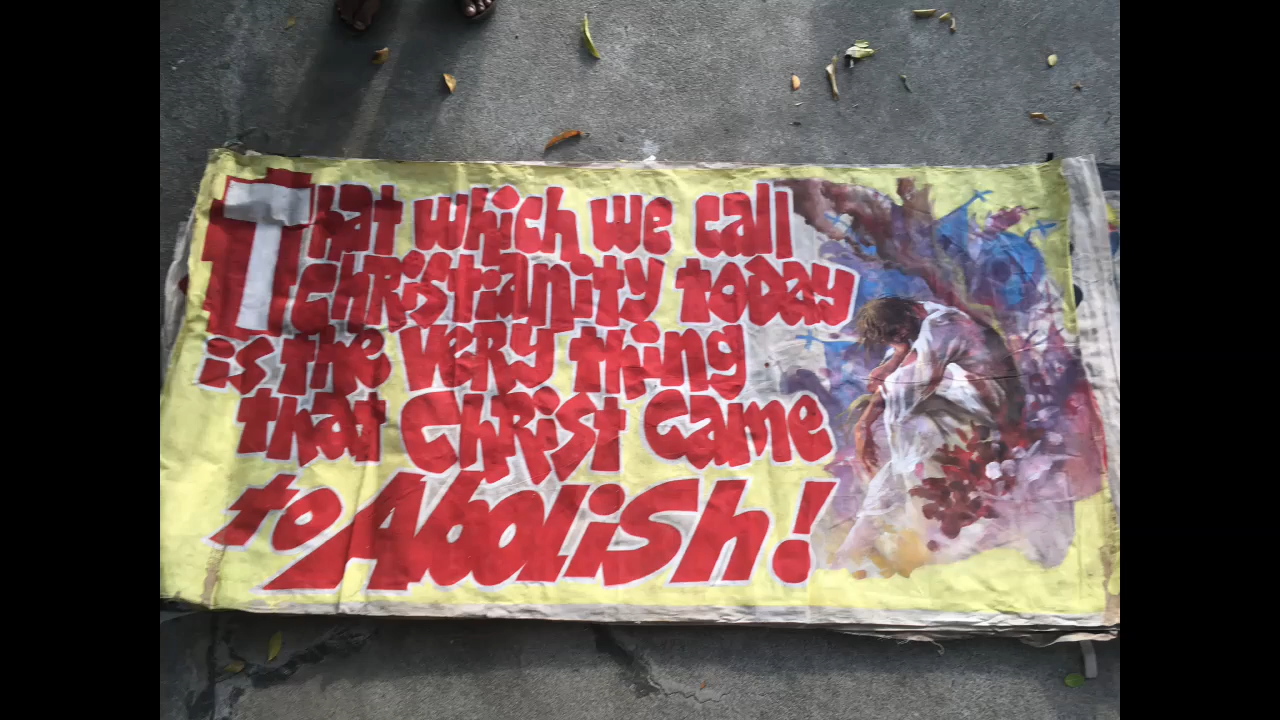 That which we call
Christianity today
is the very thing
that Christ came
to Abolish!